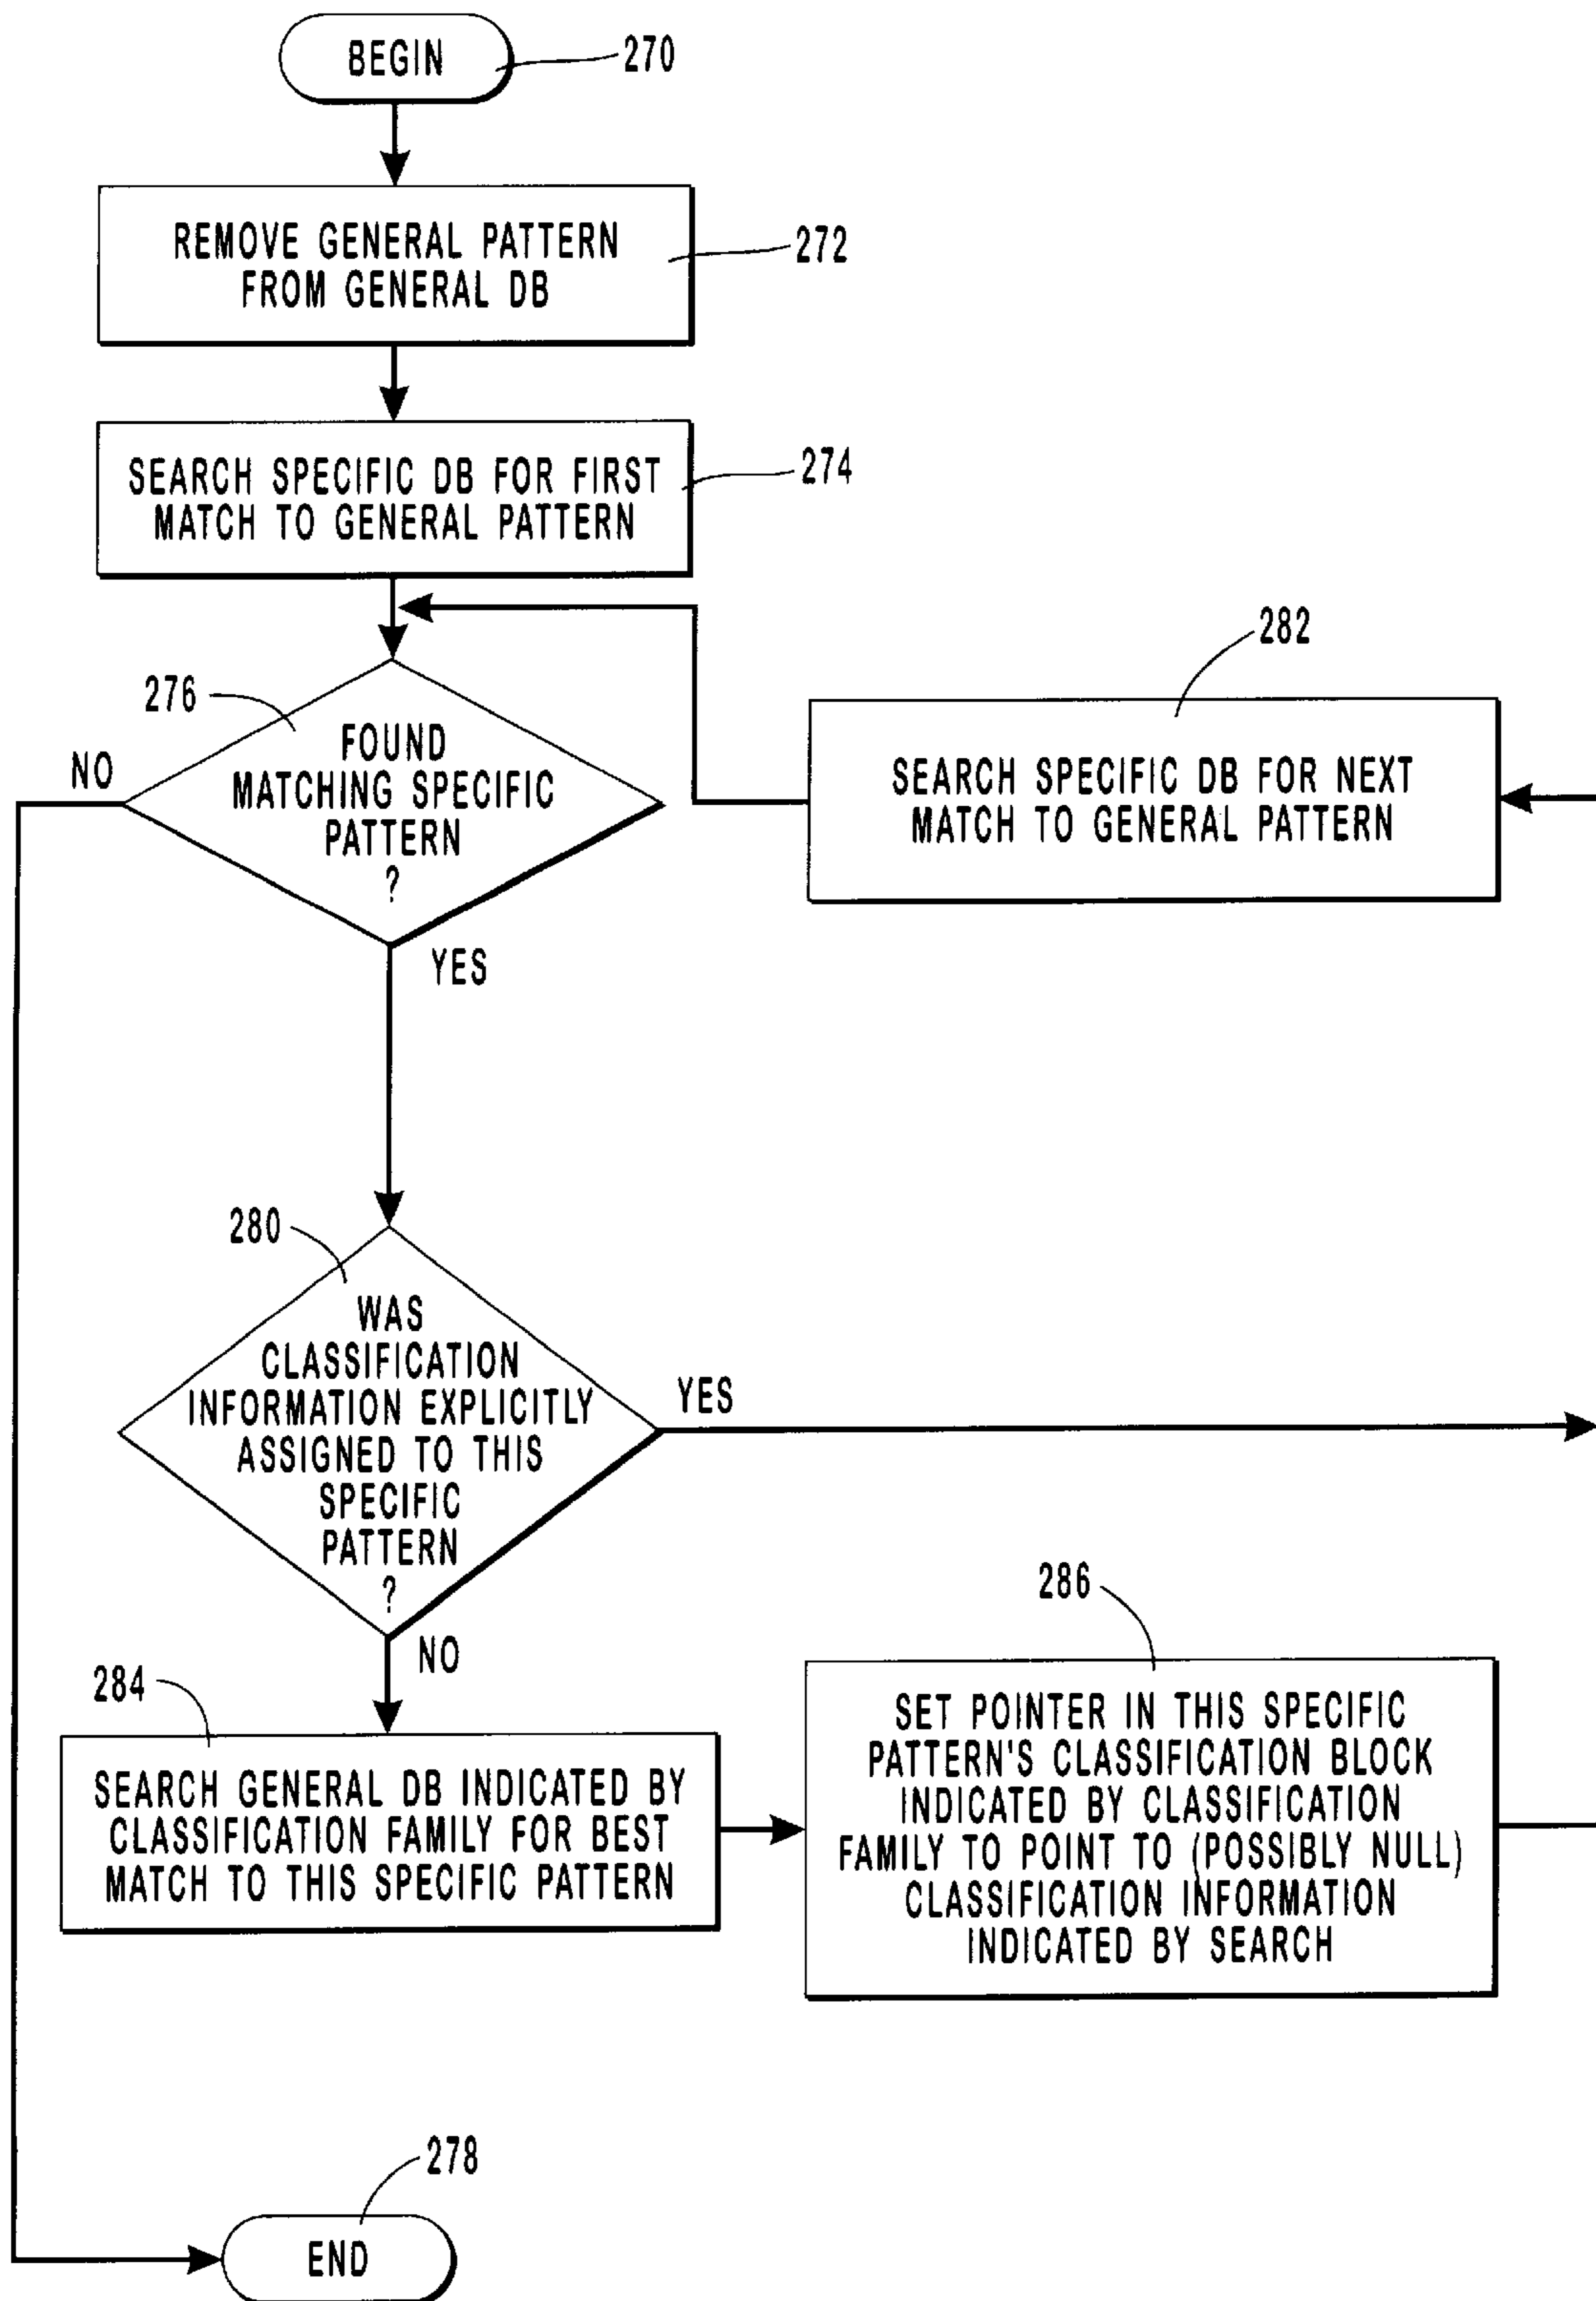 BEGIN
270
REMOVE GENERAL PATTERN
FROM GENERAL DB
272
SEARCH SPECIFIC DB FOR FIRST
MATCH TO GENERAL PATTERN
274
276
NO
FOUND
MATCHING SPECIFIC
PATTERN
?
YES
282
SEARCH SPECIFIC DB FOR NEXT
MATCH TO GENERAL PATTERN
280
WAS
CLASSIFICATION
INFORMATION EXPLICITLY
ASSIGNED TO THIS
SPECIFIC
PATTERN
?
YES
NO
284
SEARCH GENERAL DB INDICATED BY
CLASSIFICATION FAMILY FOR BEST
MATCH TO THIS SPECIFIC PATTERN
286
SET POINTER IN THIS SPECIFIC
PATTERN'S CLASSIFICATION BLOCK
INDICATED BY CLASSIFICATION
FAMILY TO POINT TO (POSSIBLY NULL)
CLASSIFICATION INFORMATION
INDICATED BY SEARCH
278
END